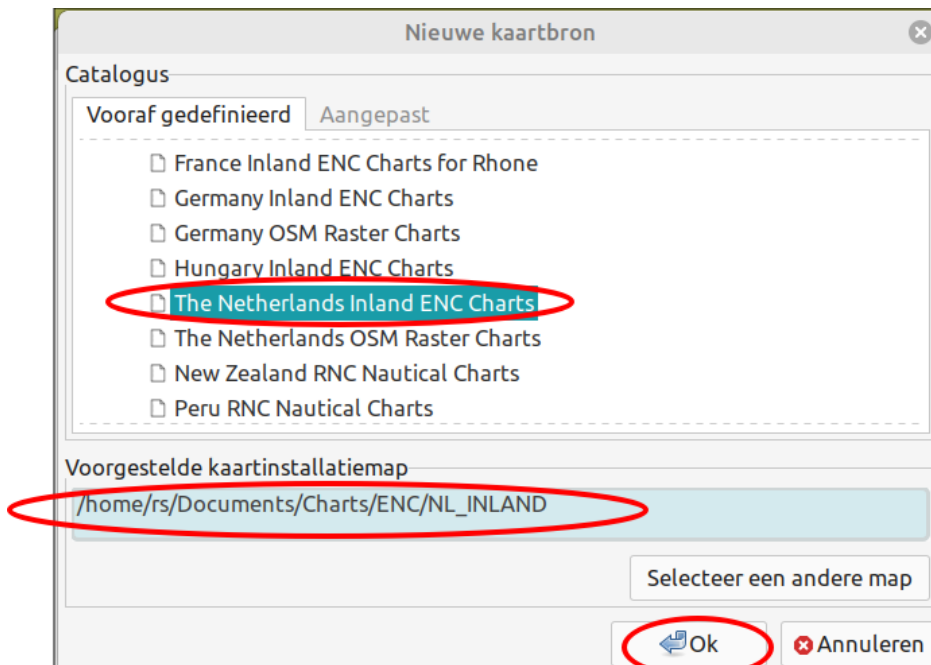 Nieuwe kaartbron
Catalogus
Vooraf gedefinieerd Aangepast
France Inland ENC Charts for Rhone
Germany Inland ENC Charts
Germany OSM Raster Charts
Hungary Inland ENC Charts
The Netherlands Inland ENC Charts
The Netherlands OSM Raster Charts
New Zealand RNC Nautical Charts
Peru RNC Nautical Charts
Voorgestelde kaartinstallatiemap
/home/rs/Documents/Charts/ENC/NL_INLAND
Selecteer een andere map
Ok Annuleren